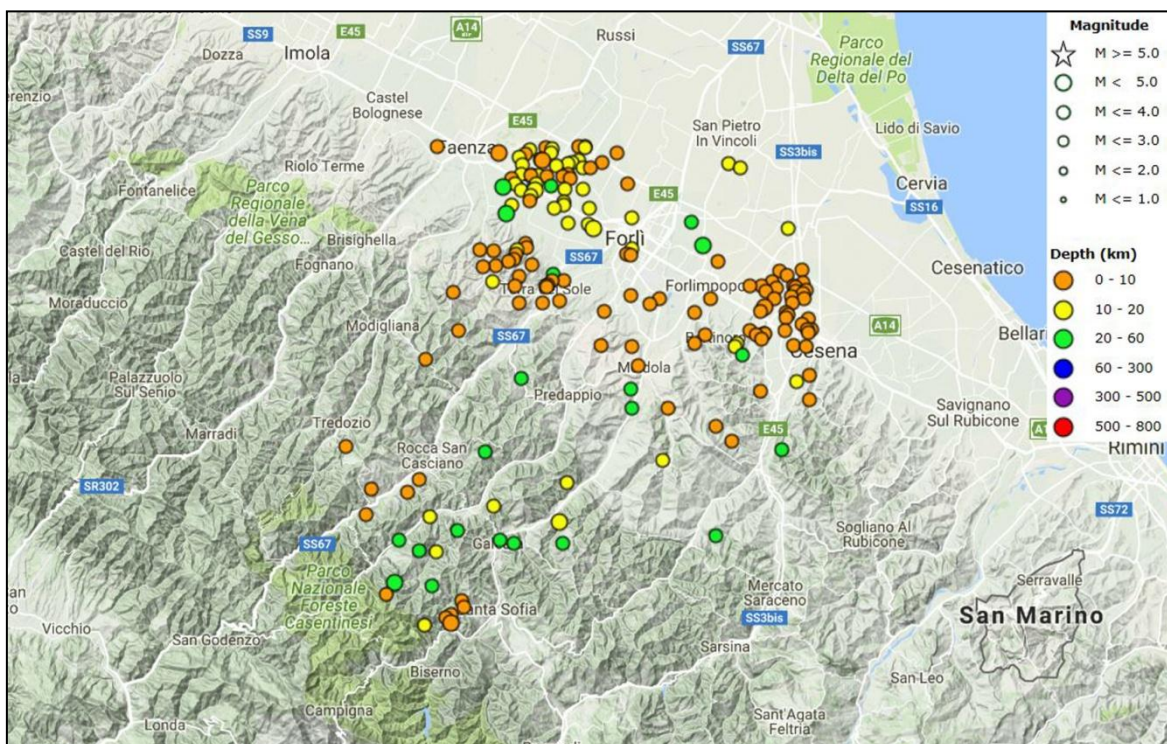 SS9
E45
A14
dir
Russi
Dozza
Imola
SS67
Parco
Regionale del
Delta del Po
Castel
Bolognese
E45
San Pietro
In Vincoli
SS3bis
Lido di Savio
Faenza
Riolo Terme
Fontanelice
Parco
Regionale
della Vena
del Gesso...
E45
Cervia
SS16
Brisighella
Castel del Rio
Fognano
SS67
Forlì
Cesenatico
Moraduccio
Forlimpopoli
Modigliana
SS67
A14
Bellari
Cesena
Palazzuolo
Sul Senio
Predappio
Meldola
Savignano
Sul Rubicone
Marradi
Tredozio
E45
Rimini
Rocca San
Casciano
SR302
SS72
SS67
Sogliano Al
Rubicone
Parco
Nazionale
Foreste
Casentinesi
Mercato
Saraceno
Serravalle
Santa Sofia
San Marino
Vicchio
San Godenzo
SS3bis
Sarsina
Biserno
San Leo
Campigna
Sant'Agata
Feltria
Londa
Magnitude
M >= 5.0
M < 5.0
M <= 4.0
M <= 3.0
M <= 2.0
M <= 1.0
Depth (km)
0 - 10
10 - 20
20 - 60
60 - 300
300 - 500
500 - 800